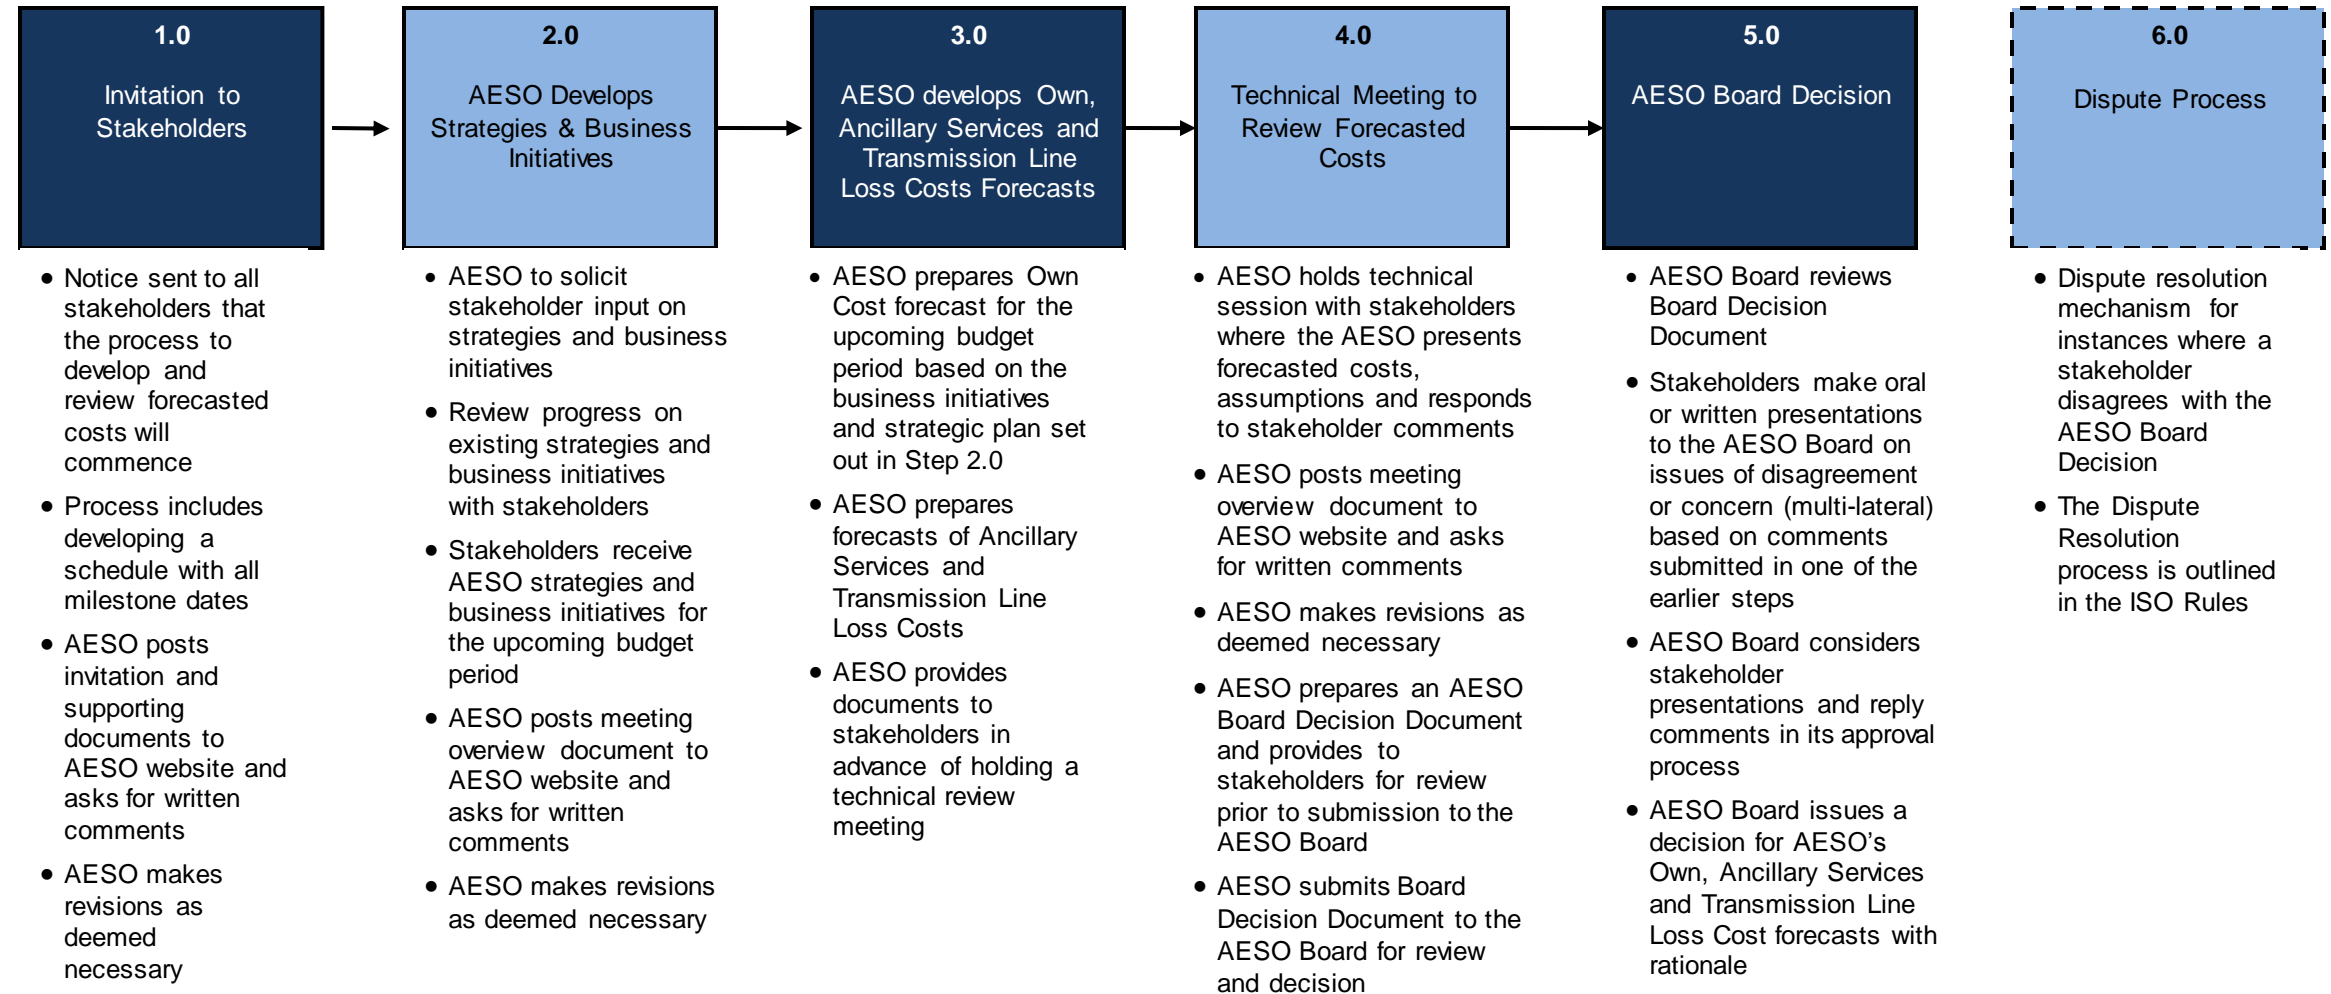 1.0
Invitation to
Stakeholders
• Notice sent to all
stakeholders that
the process to
develop and
review forecasted
costs will
commence
• Process includes
developing a
schedule with all
milestone dates
• AESO posts
invitation and
supporting
documents to
AESO website and
asks for written
comments
• AESO makes
revisions as
deemed
necessary
2.0
AESO Develops
Strategies & Business
Initiatives
• AESO to solicit
stakeholder input on
strategies and business
initiatives
• Review progress on
existing strategies and
business initiatives
with stakeholders
• Stakeholders receive
AESO strategies and
business initiatives for
the upcoming budget
period
• AESO posts meeting
overview document to
AESO website and
asks for written
comments
• AESO makes revisions
as deemed necessary
3.0
AESO develops Own,
Ancillary Services and
Transmission Line
Loss Costs Forecasts
• AESO prepares Own
Cost forecast for the
upcoming budget
period based on the
business initiatives
and strategic plan set
out in Step 2.0
• AESO prepares
forecasts of Ancillary
Services and
Transmission Line
Loss Costs
• AESO provides
documents to
stakeholders in
advance of holding a
technical review
meeting
4.0
Technical Meeting to
Review Forecasted
Costs
• AESO holds technical
session with stakeholders
where the AESO presents
forecasted costs,
assumptions and responds
to stakeholder comments
• AESO posts meeting
overview document to
AESO website and asks
for written comments
• AESO makes revisions as
deemed necessary
• AESO prepares an AESO
Board Decision Document
and provides to
stakeholders for review
prior to submission to the
AESO Board
• AESO submits Board
Decision Document to the
AESO Board for review
and decision
5.0
AESO Board Decision
• AESO Board reviews
Board Decision
Document
• Stakeholders make oral
or written presentations
to the AESO Board on
issues of disagreement
or concern (multi-lateral)
based on comments
submitted in one of the
earlier steps
• AESO Board considers
stakeholder
presentations and reply
comments in its approval
process
• AESO Board issues a
decision for AESO’s
Own, Ancillary Services
and Transmission Line
Loss Cost forecasts with
rationale
6.0
Dispute Process
• Dispute resolution
mechanism for
instances where a
stakeholder
disagrees with the
AESO Board
Decision
• The Dispute
Resolution
process is outlined
in the ISO Rules